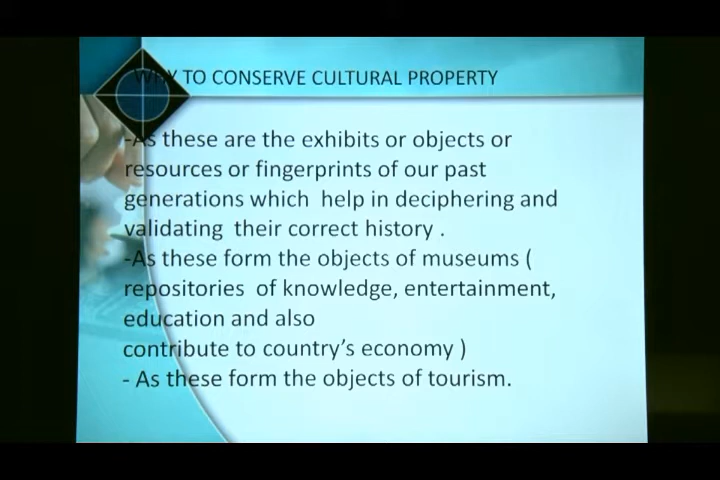 WHY TO CONSERVE CULTURAL PROPERTY
-As these are the exhibits or objects or
resources or fingerprints of our past
generations which help in deciphering and
validating their correct history .
-As these form the objects of museums (
repositories of knowledge, entertainment,
education and also
contribute to country's economy )
- As these form the objects of tourism.